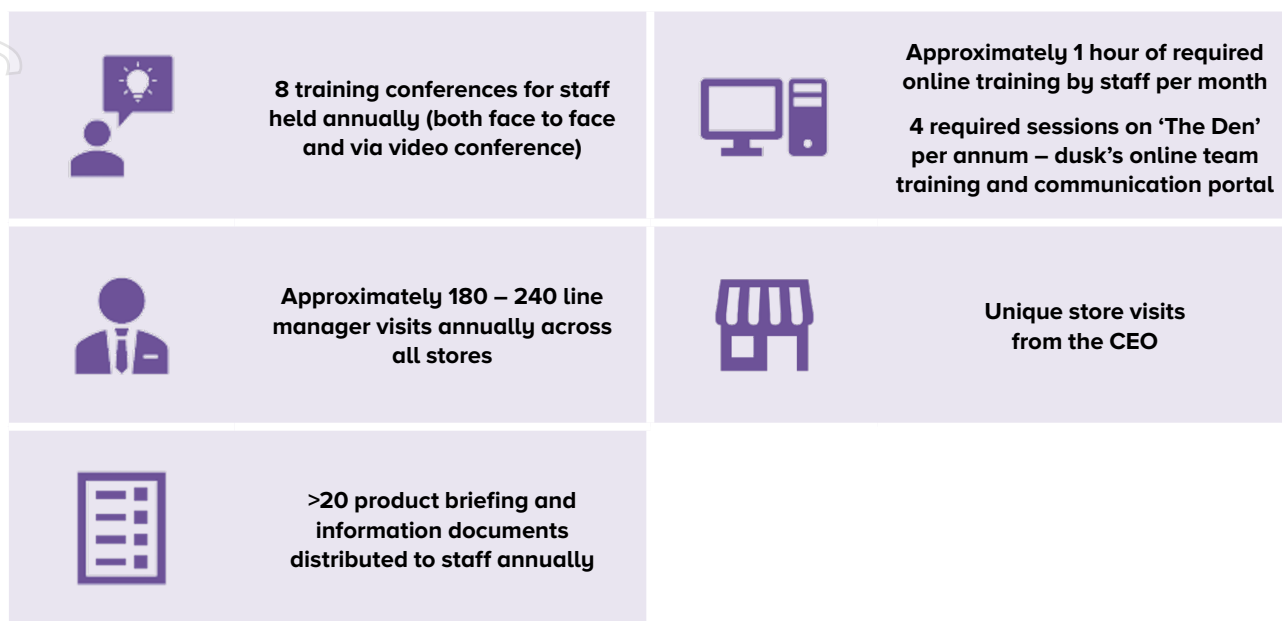 8 training conferences for staff
held annually (both face to face
and via video conference)
Approximately 1 hour of required
online training by staff per month
4 required sessions on ‘The Den’
per annum – dusk’s online team
training and communication portal
Approximately 180 – 240 line
manager visits annually across
all stores
Unique store visits
from the CEO
>20 product briefing and
information documents
distributed to staff annually